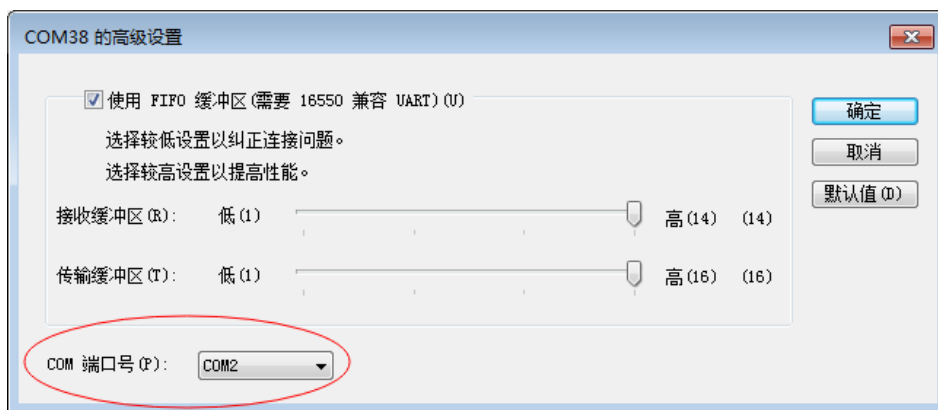 COM38 的高级设置
使用 FIFO 缓冲区(需要 16550 兼容 UART)(U)
选择较低设置以纠正连接问题。
选择较高设置以提高性能。
接收缓冲区(R): 低(1) 高(14) (14)
传输缓冲区(T): 低(1) 高(16) (16)
COM 端口号(P): COM2
确定
取消
默认值(D)